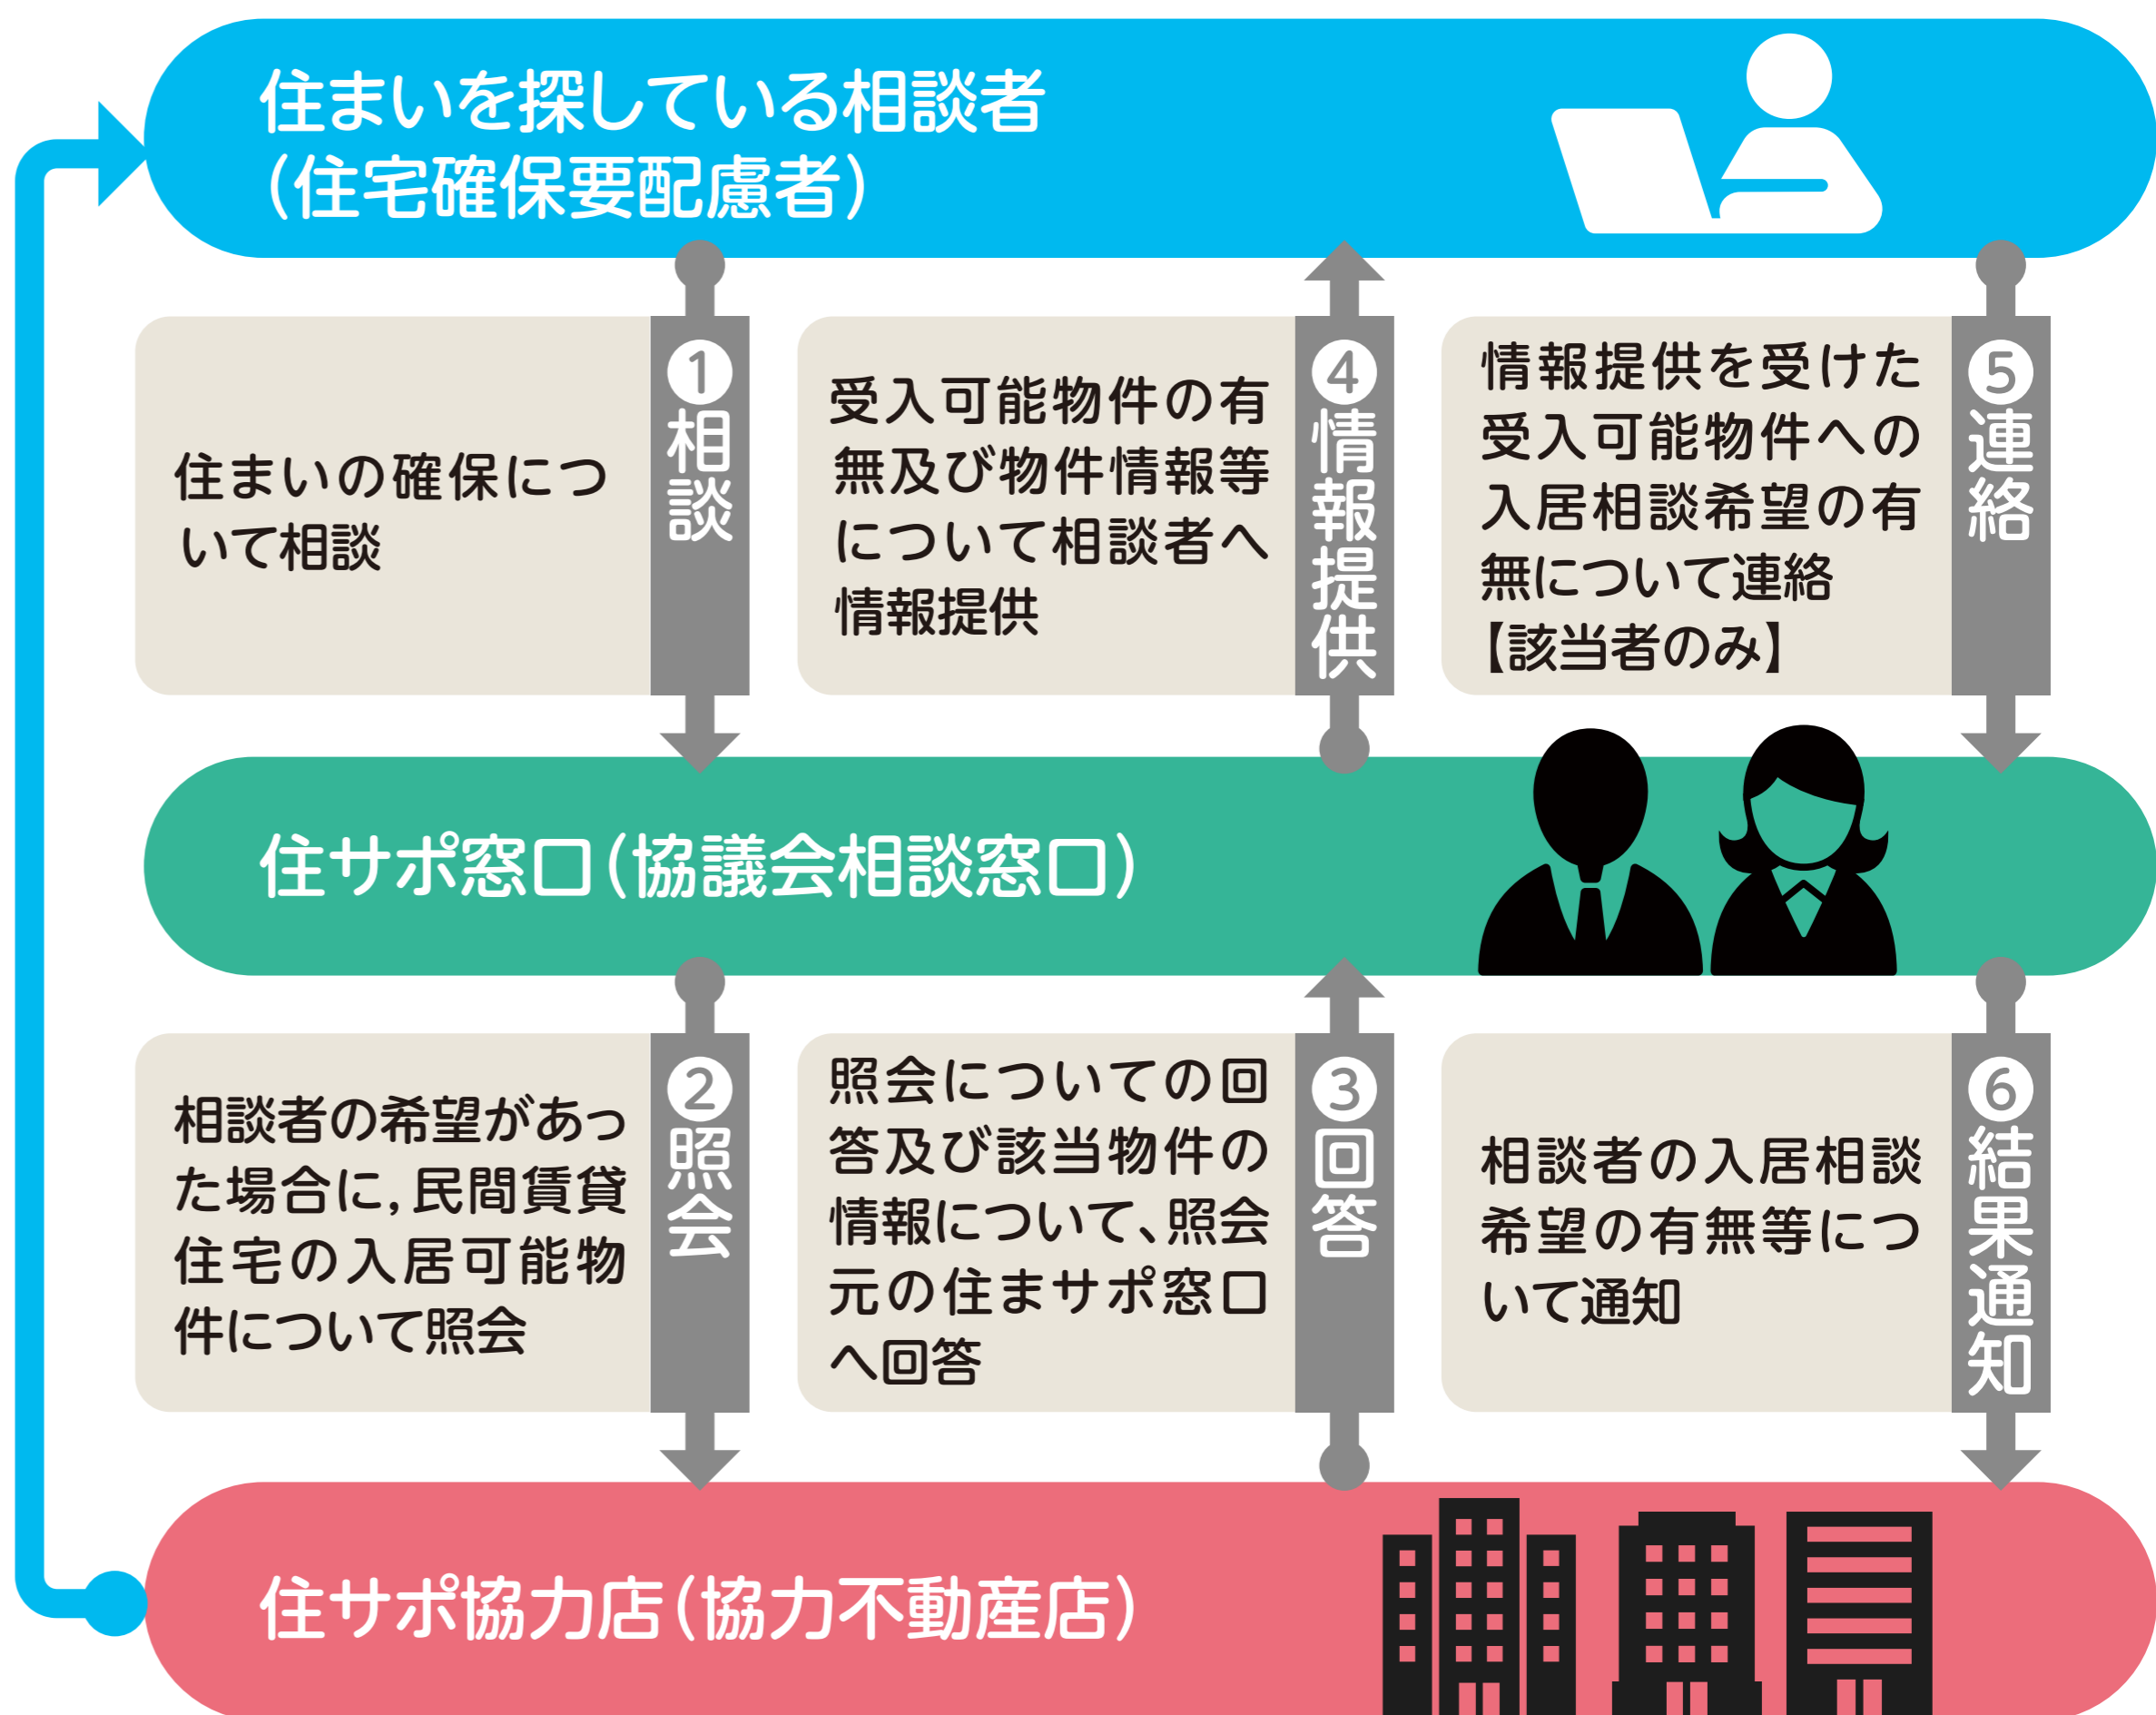 住まいを探している相談者
(住宅確保要配慮者)
①相談
住まいの確保につ
いて相談
④情報提供
受入可能物件の有
無及び物件情報等
について相談者へ
情報提供
⑤連絡
情報提供を受けた
受入可能物件への
入居相談希望の有
無について連絡
【該当者のみ】
住サポ窓口(協議会相談窓口)
②照会
相談者の希望があっ
た場合に，民間賃貸
住宅の入居可能物
件について照会
③回答
照会についての回
答及び該当物件の
情報について、照会
元の住まサポ窓口
へ回答
⑥結果通知
相談者の入居相談
希望の有無等につ
いて通知
住サポ協力店(協力不動産店)